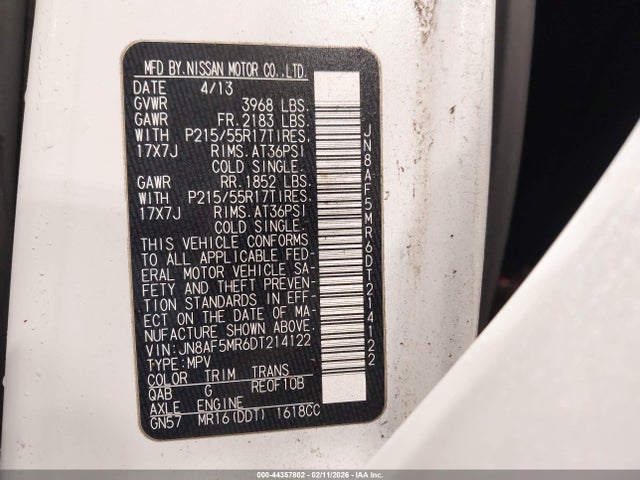 MFD BY.NISSAN MOTOR CO.,LTD.
DATE 4/13
GVWR 3968 LBS.
GAWR FR.2183 LBS.
WITH P215/55R17TIRES.
17X7J RIMS.AT36PSI
COLD SINGLE.
GAWR RR.1852 LBS.
WITH P215/55R17TIRES.
17X7J RIMS.AT36PSI
COLD SINGLE.
THIS VEHICLE CONFORMS
TO ALL APPLICABLE FED-
ERAL MOTOR VEHICLE SA-
FETY AND THEFT PREVEN-
TION STANDARDS IN EFF-
ECT ON THE DATE OF MA-
NUFACTURE SHOWN ABOVE.
VIN:JN8AF5MR6DT214122
TYPE:MPV
COLOR TRIM TRANS
QAB G RE0F10B
AXLE ENGINE
GN57 MR16(DDT) 1618CC
JN8AF5MR6DT214122
000-44357802 - 02/11/2026 - © IAA Inc.